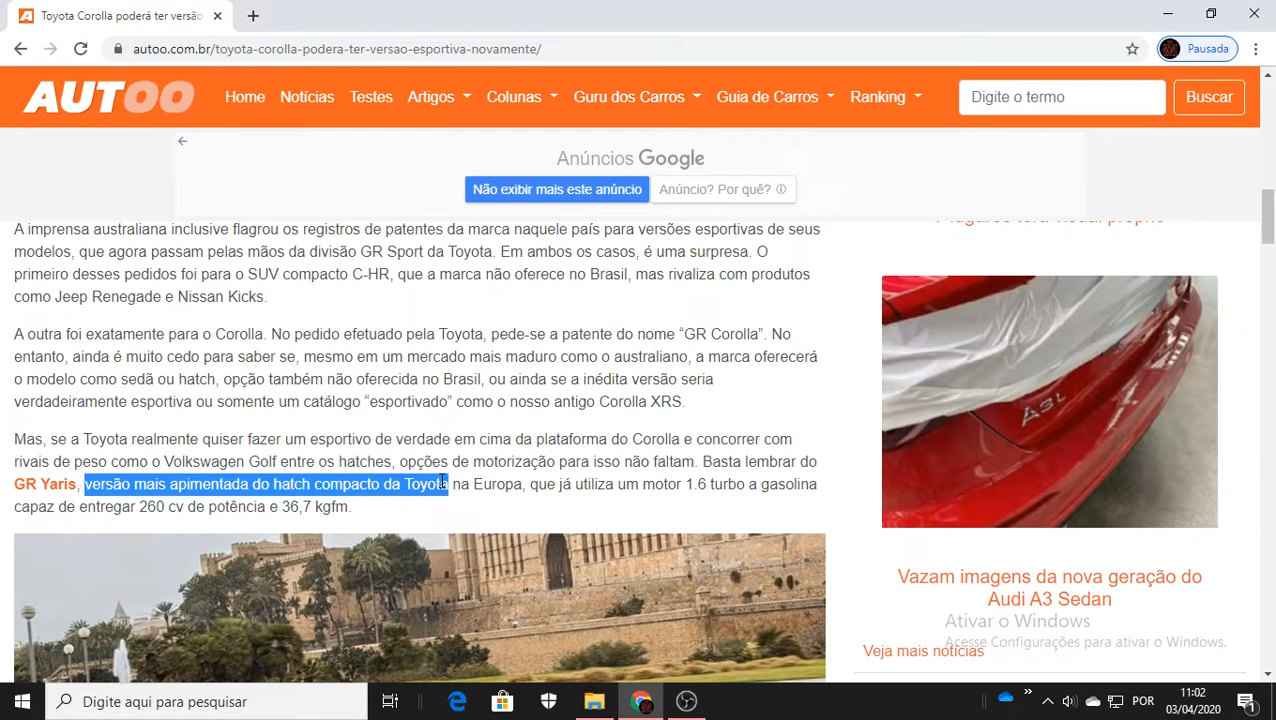 Toyota Corolla poderá ter versão
autoo.com.br/toyota-corolla-podera-ter-versao-esportiva-novamente/
Pausada
AUTOO
Home
Notícias
Testes
Artigos
Colunas
Guru dos Carros
Guia de Carros
Ranking
Digite o termo
Buscar
Anúncios Google
Não exibir mais este anúncio
Anúncio? Por quê?
A imprensa australiana inclusive flagrou os registros de patentes da marca naquele país para versões esportivas de seus
modelos, que agora passam pelas mãos da divisão GR Sport da Toyota. Em ambos os casos, é uma surpresa. O
primeiro desses pedidos foi para o SUV compacto C-HR, que a marca não oferece no Brasil, mas rivaliza com produtos
como Jeep Renegade e Nissan Kicks.
A outra foi exatamente para o Corolla. No pedido efetuado pela Toyota, pede-se a patente do nome “GR Corolla”. No
entanto, ainda é muito cedo para saber se, mesmo em um mercado mais maduro como o australiano, a marca oferecerá
o modelo como sedã ou hatch, opção também não oferecida no Brasil, ou ainda se a inédita versão seria
verdadeiramente esportiva ou somente um catálogo “esportivado” como o nosso antigo Corolla XRS.
Mas, se a Toyota realmente quiser fazer um esportivo de verdade em cima da plataforma do Corolla e concorrer com
rivais de peso como o Volkswagen Golf entre os hatches, opções de motorização para isso não faltam. Basta lembrar do
GR Yaris, versão mais apimentada do hatch compacto da Toyota na Europa, que já utiliza um motor 1.6 turbo a gasolina
capaz de entregar 260 cv de potência e 36,7 kgfm.
A3L
Vazam imagens da nova geração do
Audi A3 Sedan
Ativar o Windows
Acesse Configurações para ativar o Windows.
Veja mais notícias
Digite aqui para pesquisar
POR
11:02
03/04/2020
1